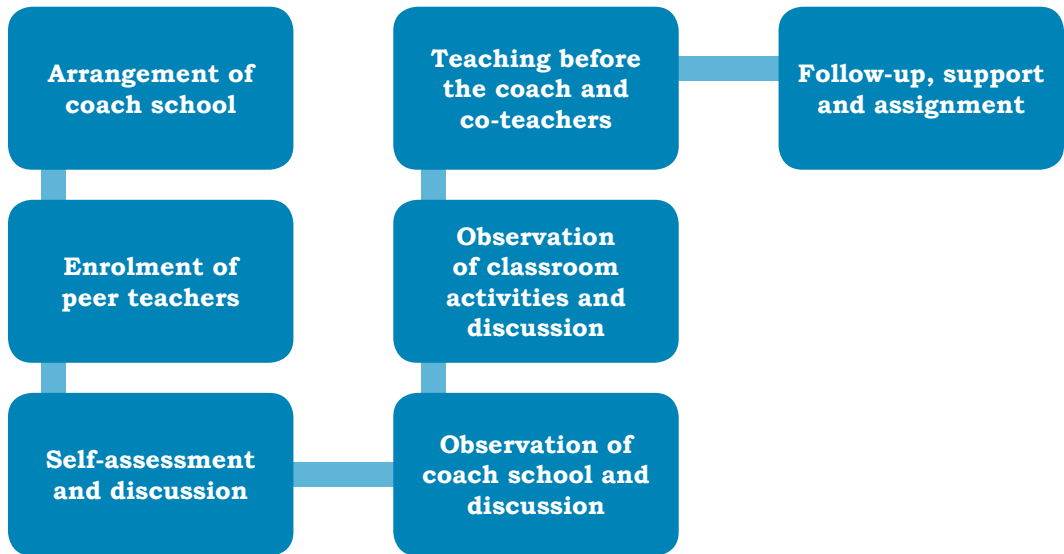 Arrangement of
coach school
Enrolment of
peer teachers
Self-assessment
and discussion
Observation of
coach school and
discussion
Observation
of classroom
activities and
discussion
Teaching before
the coach and
co-teachers
Follow-up, support
and assignment